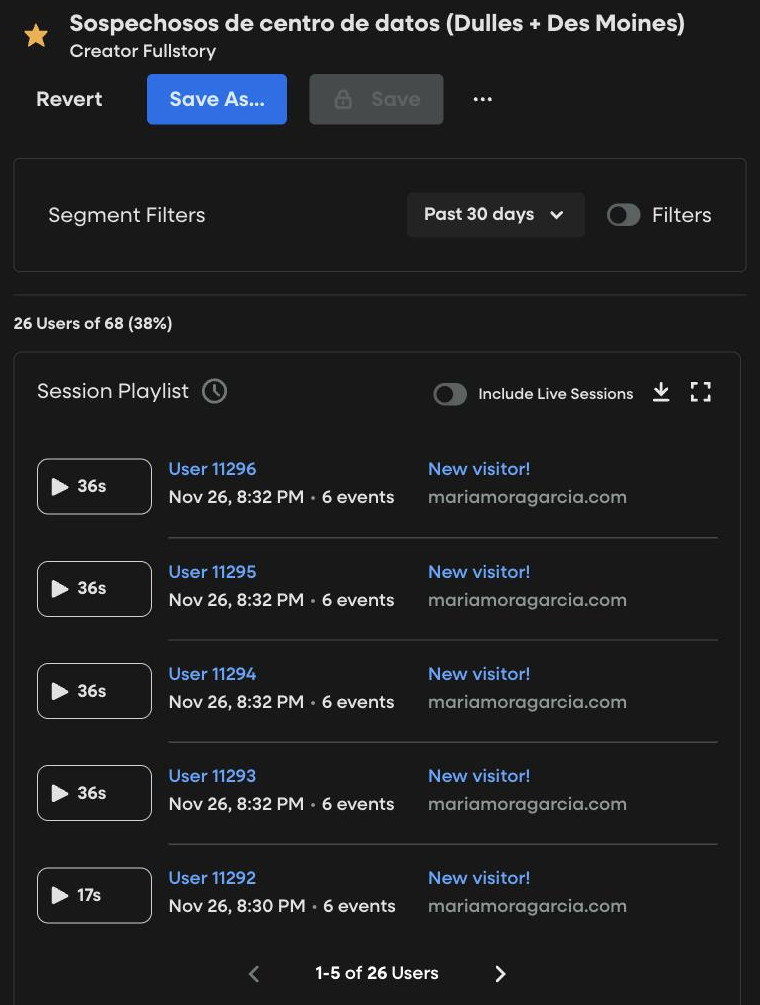 Sospechosos de centro de datos (Dulles + Des Moines)
Creator Fullstory
Revert
Save As...
Save
...
Segment Filters
Past 30 days
Filters
26 Users of 68 (38%)
Session Playlist
Include Live Sessions
36s
User 11296
New visitor!
Nov 26, 8:32 PM • 6 events
mariamoragarcia.com
36s
User 11295
New visitor!
Nov 26, 8:32 PM • 6 events
mariamoragarcia.com
36s
User 11294
New visitor!
Nov 26, 8:32 PM • 6 events
mariamoragarcia.com
36s
User 11293
New visitor!
Nov 26, 8:32 PM • 6 events
mariamoragarcia.com
17s
User 11292
New visitor!
Nov 26, 8:30 PM • 6 events
mariamoragarcia.com
1-5 of 26 Users